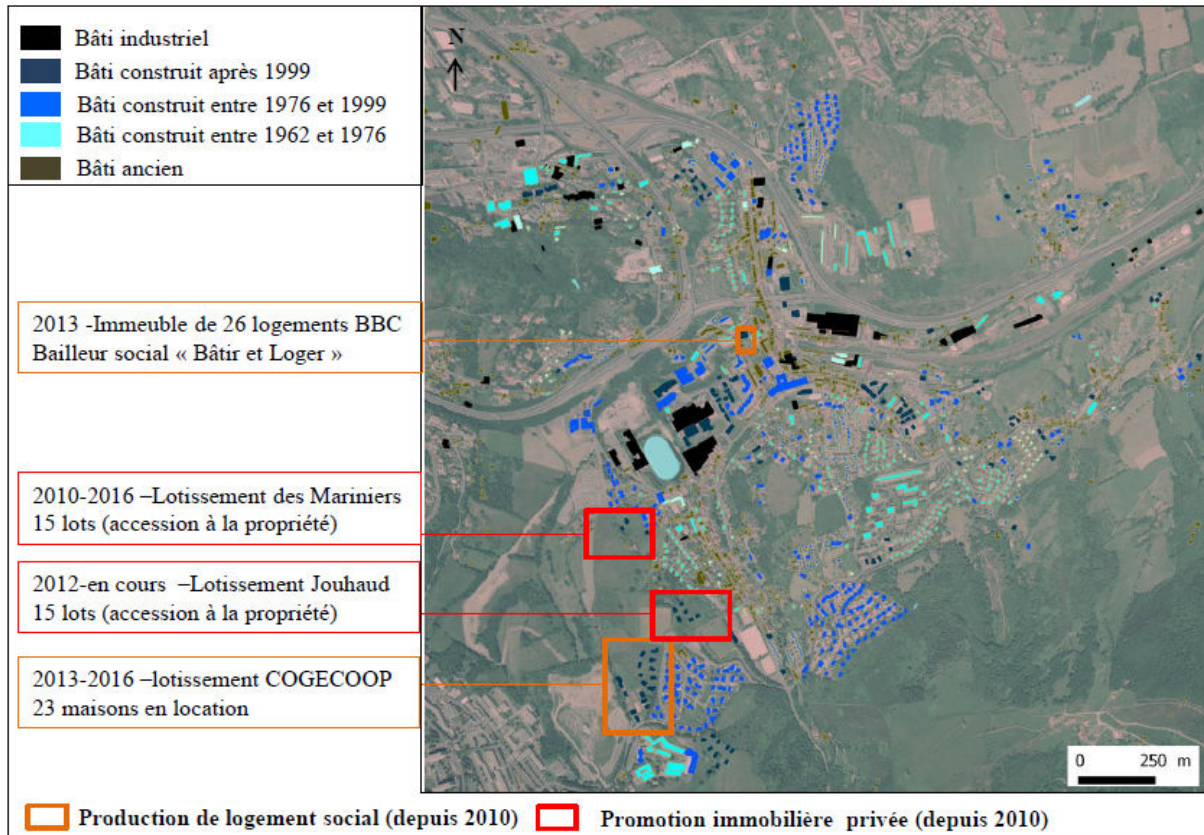 Bâti industriel
Bâti construit après 1999
Bâti construit entre 1976 et 1999
Bâti construit entre 1962 et 1976
Bâti ancien
N
2013 -Immeuble de 26 logements BBC
Bailleur social « Bâtir et Loger »
2010-2016 –Lotissement des Mariniers
15 lots (accession à la propriété)
2012-en cours –Lotissement Jouhaud
15 lots (accession à la propriété)
2013-2016 –lotissement COGECOOP
23 maisons en location
0 250 m
Production de logement social (depuis 2010) Promotion immobilière privée (depuis 2010)